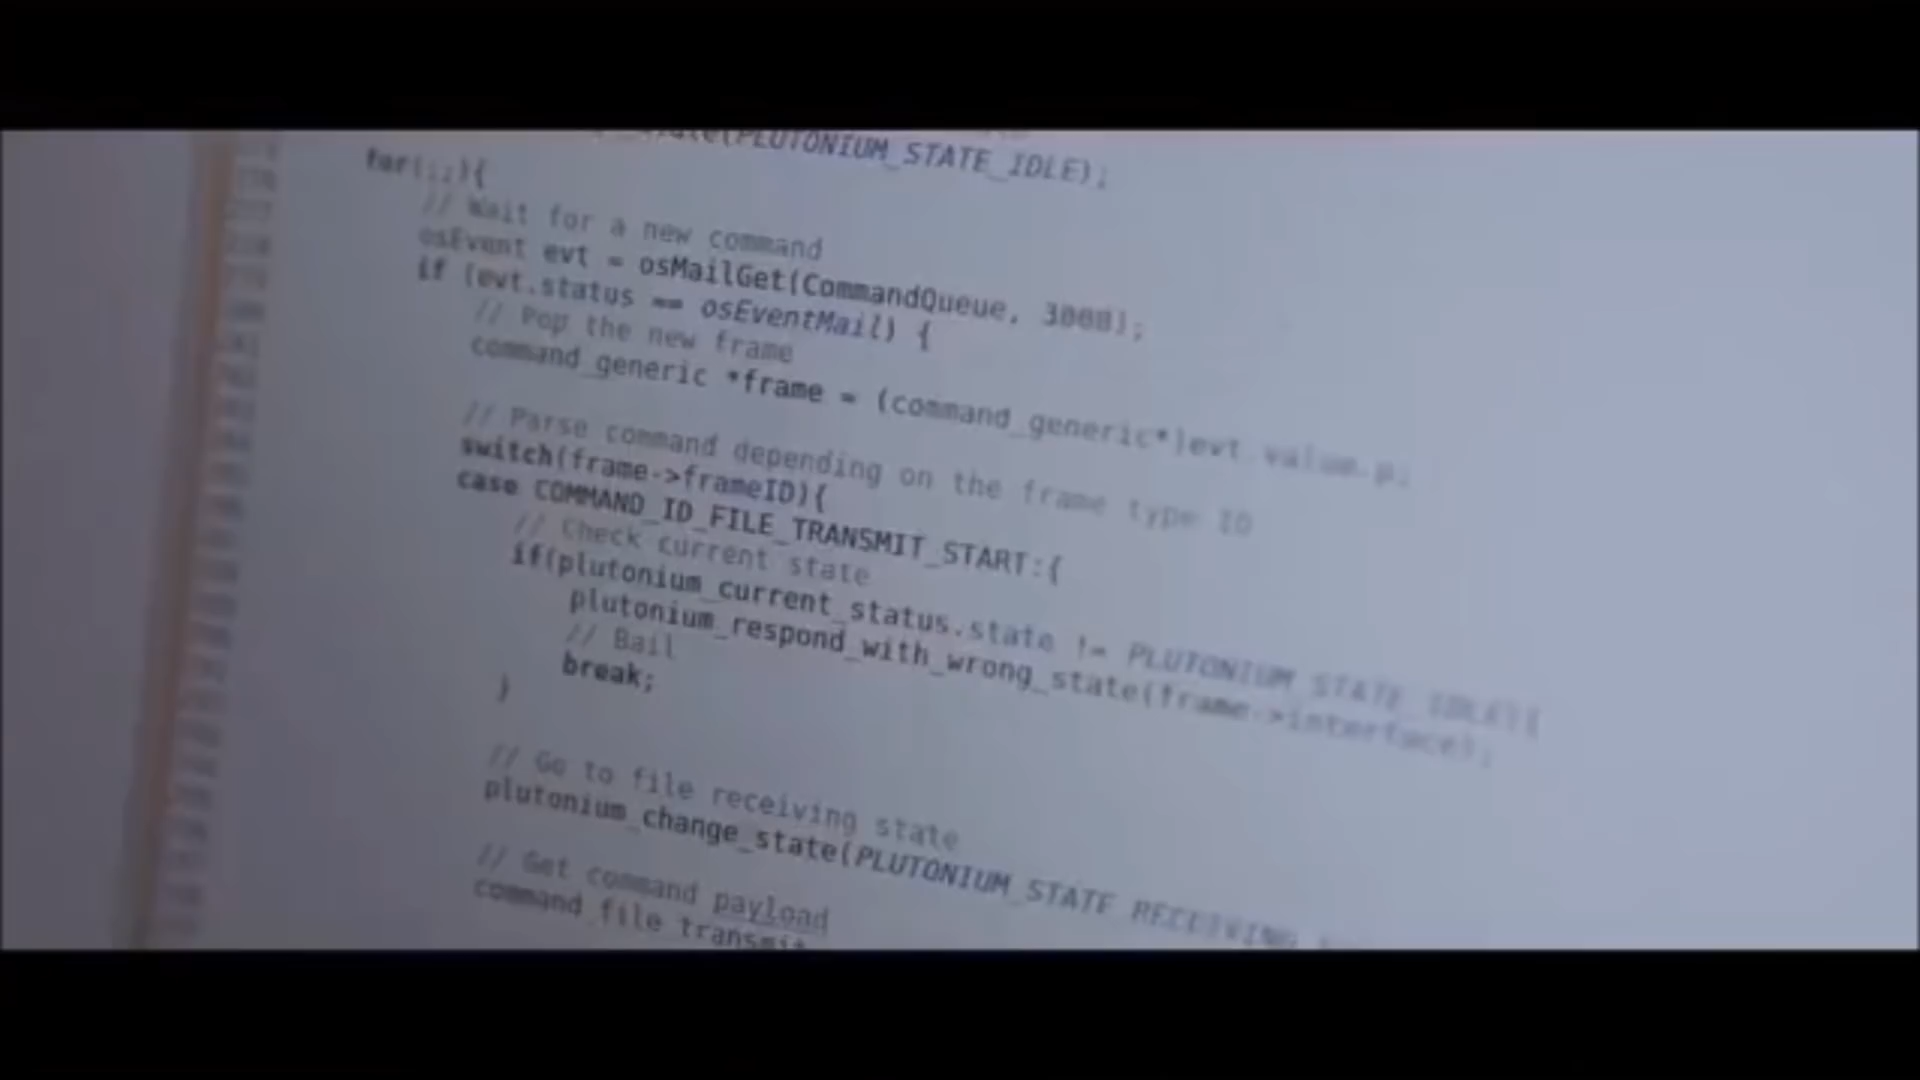 (PLUTONIUM_STATE_IDLE);
for(;;){
// Wait for a new command
osEvent evt = osMailGet(CommandQueue, 3000);
if (evt.status == osEventMail) {
// Pop the new frame
command_generic *frame = (command_generic*)evt.value.p;
// Parse command depending on the frame type ID
switch(frame->frameID){
case COMMAND_ID_FILE_TRANSMIT_START:{
// Check current state
if(plutonium_current_status.state != PLUTONIUM_STATE_IDLE){
plutonium_respond_with_wrong_state(frame->interface);
// Bail
break;
}
// Go to file receiving state
plutonium_change_state(PLUTONIUM_STATE_RECEIVING
// Get command payload
command_file_transmit